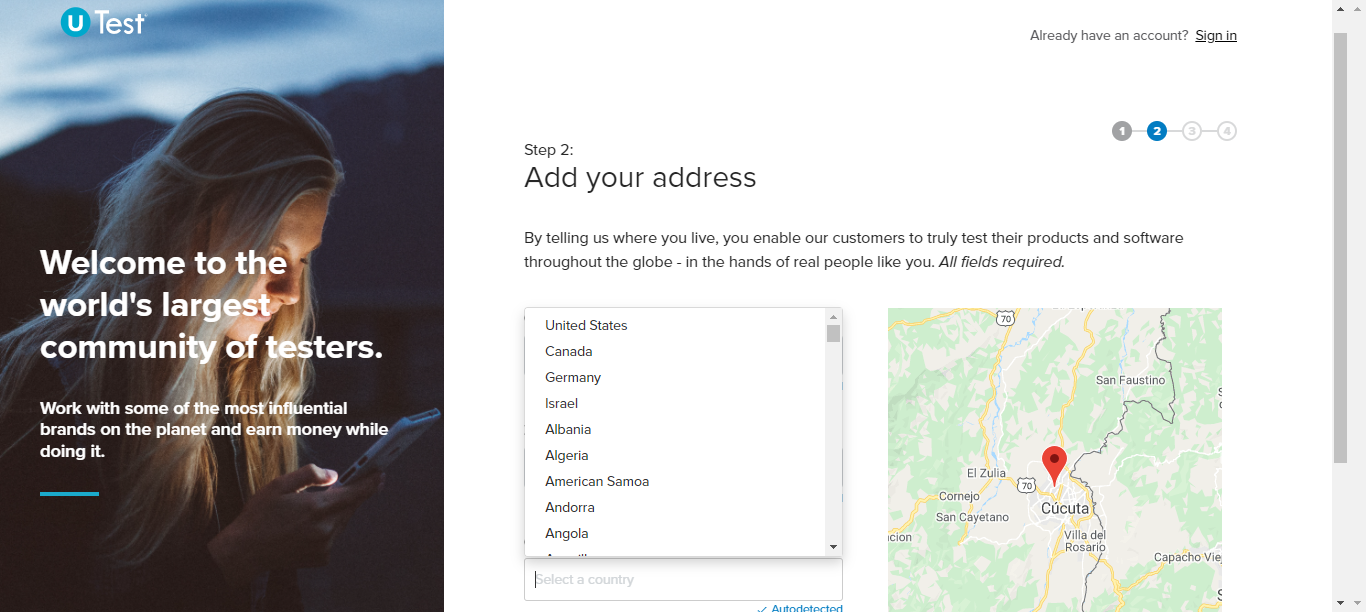 U Test
Already have an account? Sign in
1 2 3 4
Step 2:
Add your address
Welcome to the
world's largest
community of testers.
Work with some of the most influential
brands on the planet and earn money while
doing it.
By telling us where you live, you enable our customers to truly test their products and software
throughout the globe - in the hands of real people like you. All fields required.
United States
Canada
Germany
Israel
Albania
Algeria
American Samoa
Andorra
Angola
Select a country
Autodetected
70
San Faustino
El Zulia
70
Cornejo
Cúcuta
San Cayetano
Villa del
Rosario
Capacho